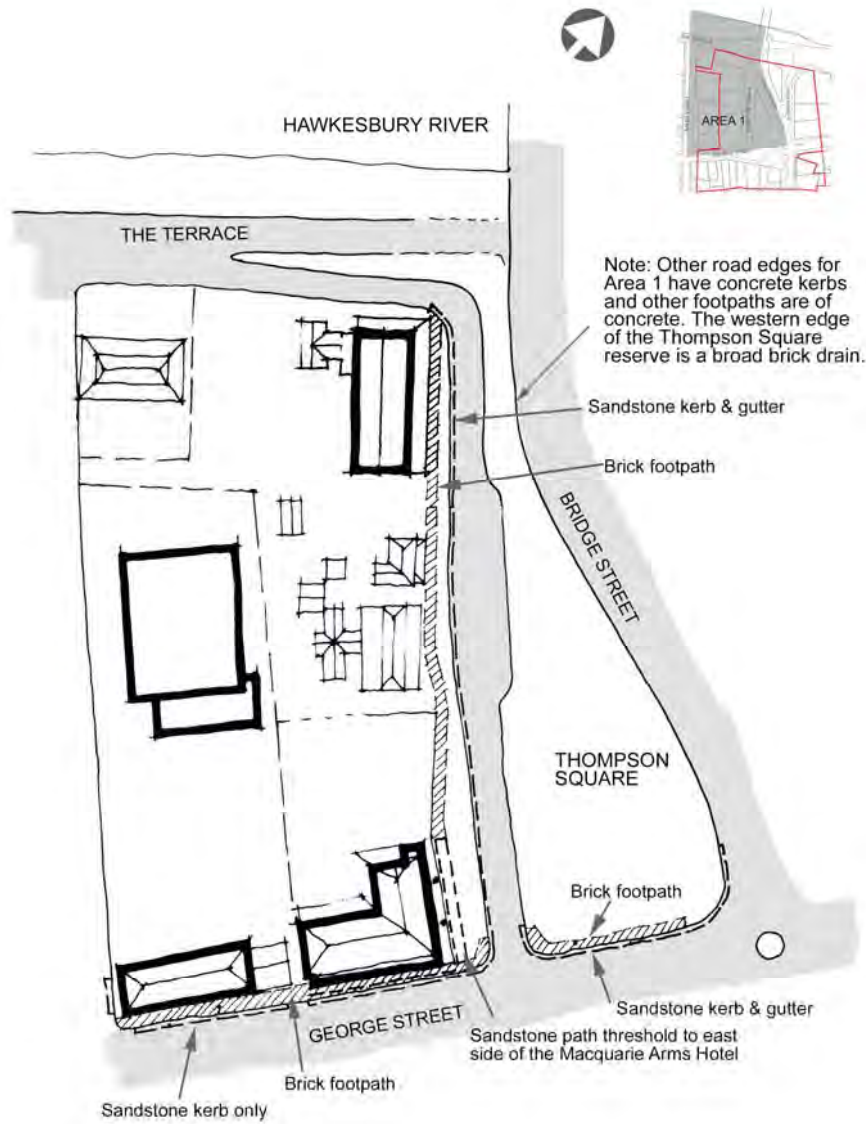 HAWKESBURY RIVER
AREA 1
THE TERRACE
Note: Other road edges for
Area 1 have concrete kerbs
and other footpaths are of
concrete. The western edge
of the Thompson Square
reserve is a broad brick drain.
Sandstone kerb & gutter
Brick footpath
BRIDGE STREET
THOMPSON
SQUARE
Brick footpath
Sandstone kerb & gutter
GEORGE STREET
Sandstone path threshold to east
side of the Macquarie Arms Hotel
Brick footpath
Sandstone kerb only